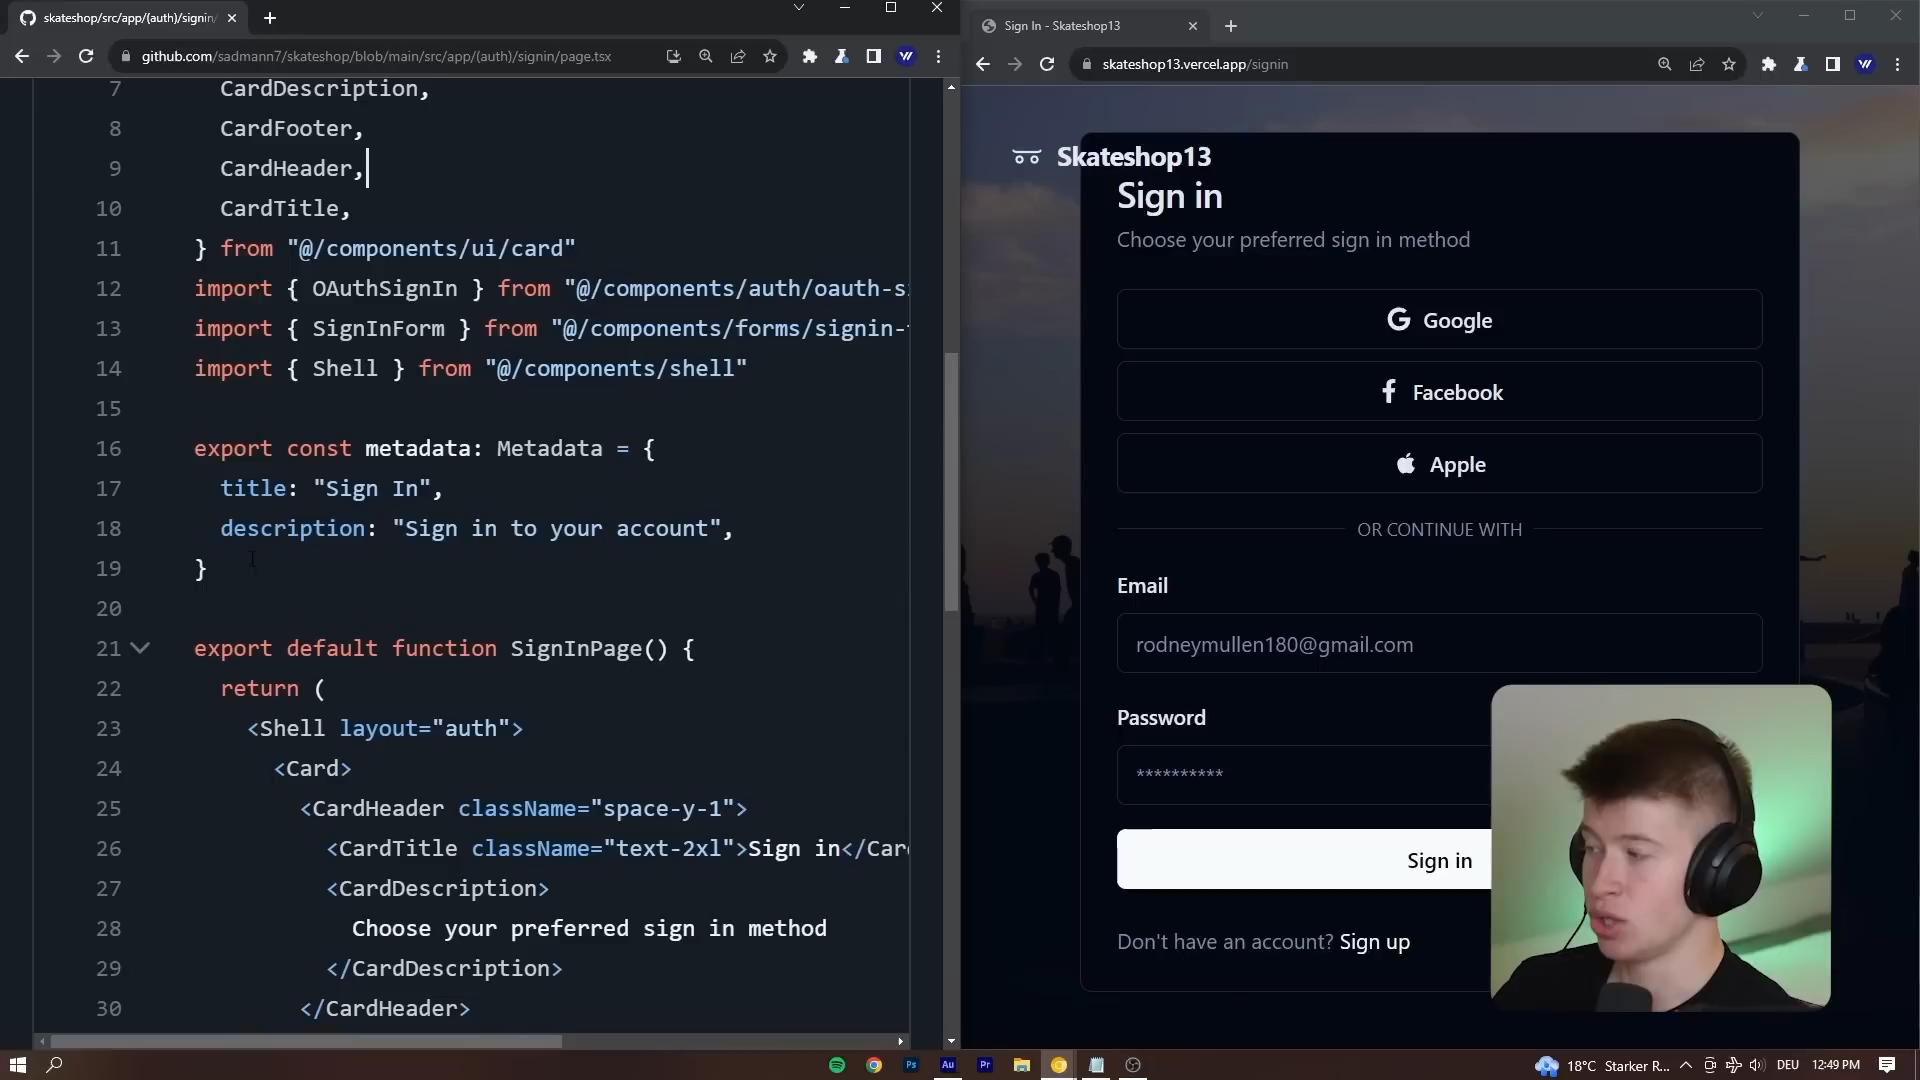 skateshop/src/app/(auth)/signin/
github.com/sadmann7/skateshop/blob/main/src/app/(auth)/signin/page.tsx
7 CardDescription,
8 CardFooter,
9 CardHeader,
10 CardTitle,
11 } from "@/components/ui/card"
12 import { OAuthSignIn } from "@/components/auth/oauth-s
13 import { SignInForm } from "@/components/forms/signin-
14 import { Shell } from "@/components/shell"
15
16 export const metadata: Metadata = {
17 title: "Sign In",
18 description: "Sign in to your account",
19 }
20
21 export default function SignInPage() {
22 return (
23 <Shell layout="auth">
24 <Card>
25 <CardHeader className="space-y-1">
26 <CardTitle className="text-2xl">Sign in</Car
27 <CardDescription>
28 Choose your preferred sign in method
29 </CardDescription>
30 </CardHeader>
Sign In - Skateshop13
skateshop13.vercel.app/signin
Skateshop13
Sign in
Choose your preferred sign in method
Google
Facebook
Apple
OR CONTINUE WITH
Email
rodneymullen180@gmail.com
Password
**********
Sign in
Don't have an account? Sign up
Ps Au Pr
18°C Starker R... DEU 12:49 PM